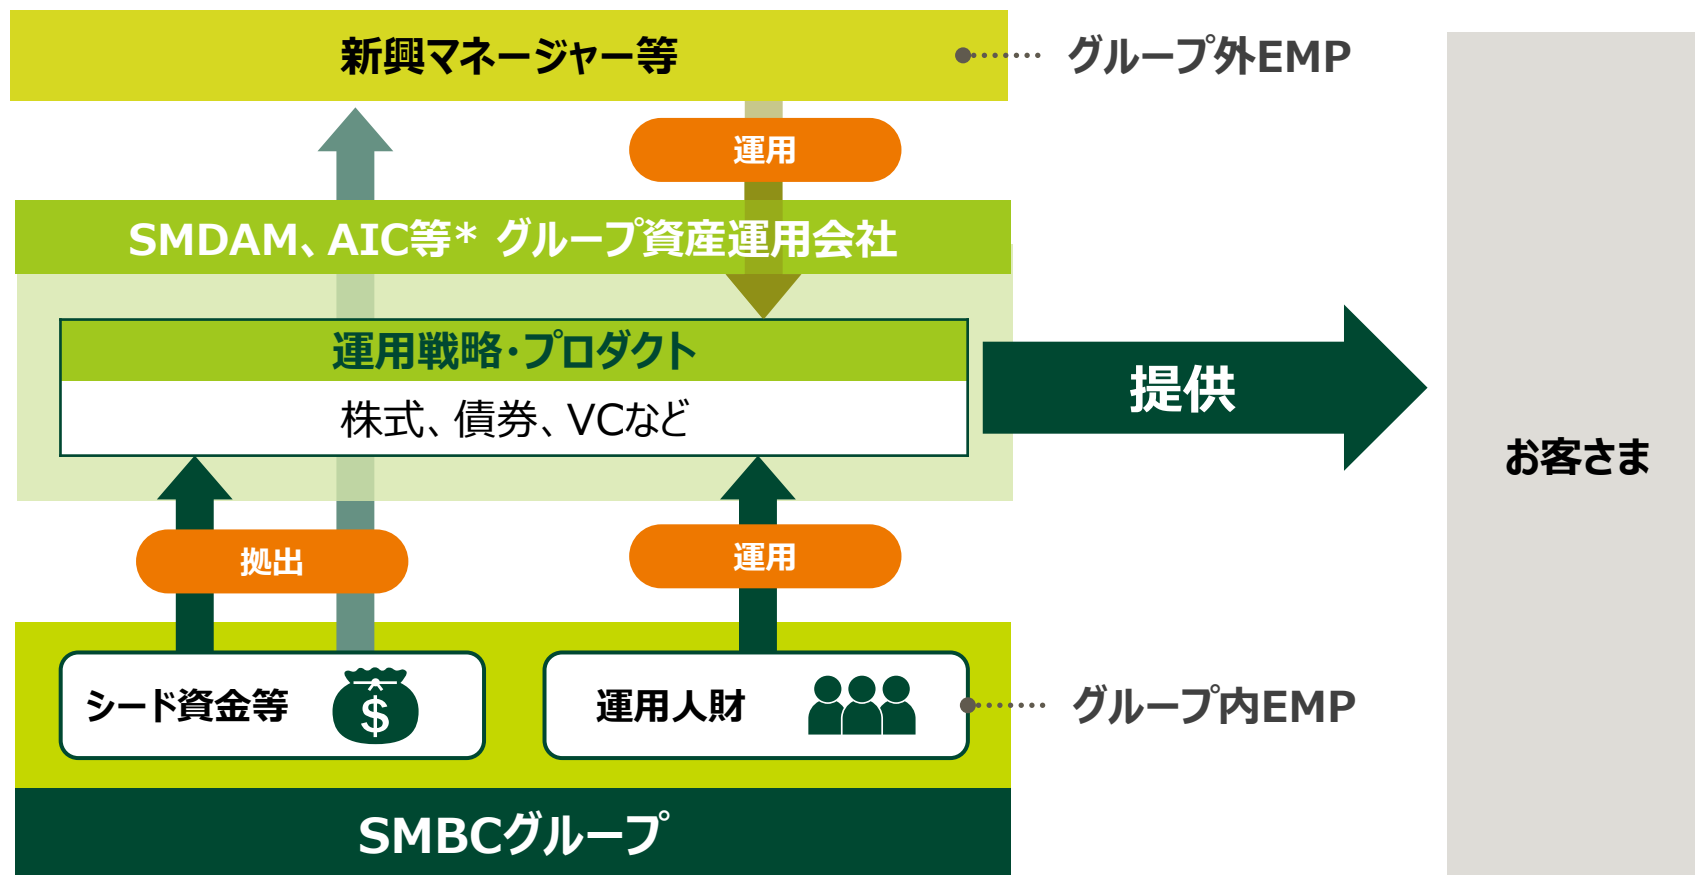 新興マネージャー等
グループ外EMP
運用
SMDAM、AIC等* グループ資産運用会社
運用戦略・プロダクト
株式、債券、VCなど
提供
お客さま
拠出
運用
シード資金等
$
運用人財
グループ内EMP
SMBCグループ